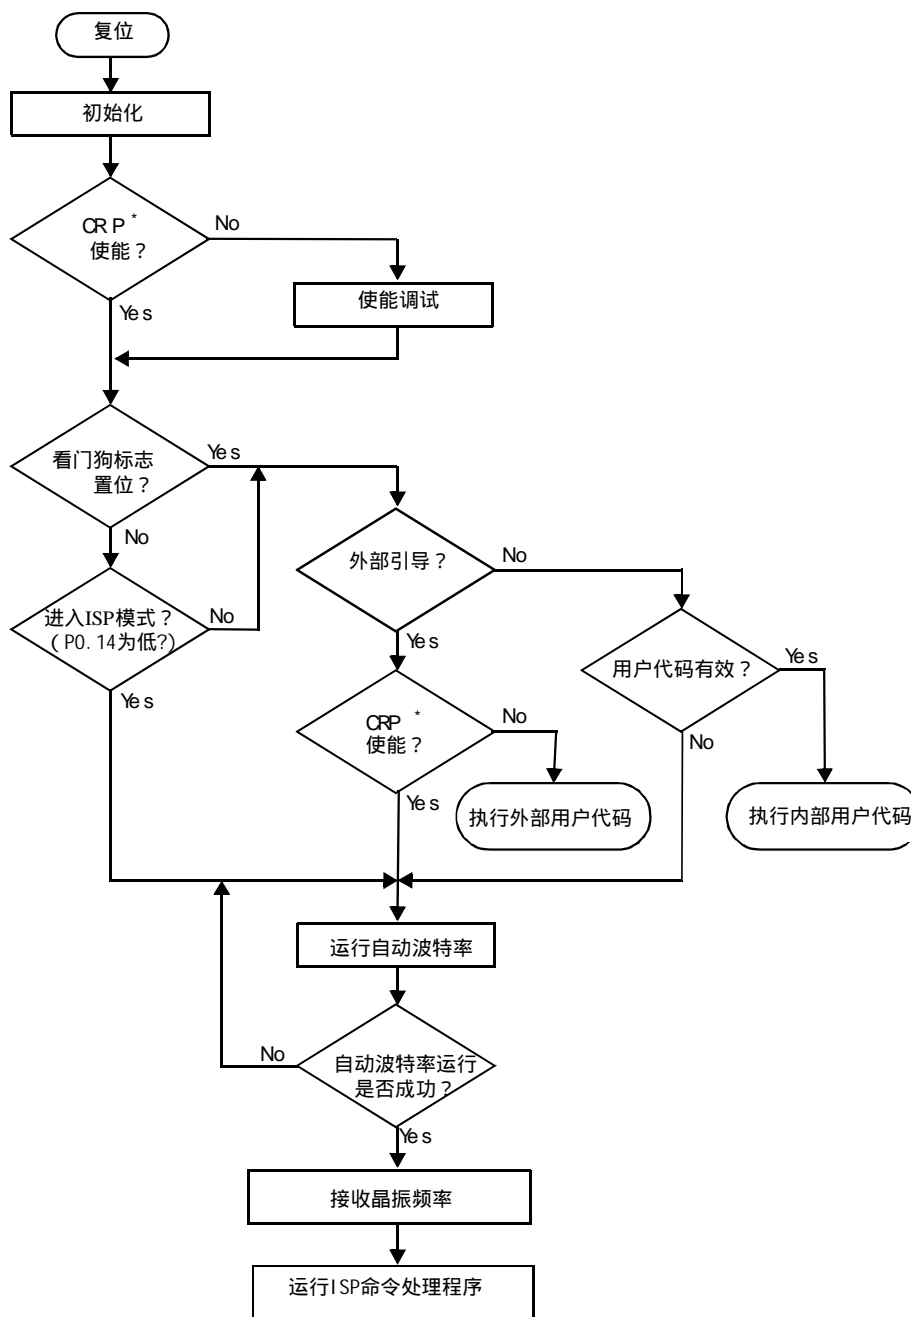 复位
初始化
CRP *
使能？
No
Yes
使能调试
看门狗标志
置位？
Yes
No
进入ISP模式？
（P0.14为低?)
No
Yes
外部引导？
No
Yes
用户代码有效？
Yes
No
CRP *
使能？
No
Yes
执行外部用户代码
执行内部用户代码
运行自动波特率
自动波特率运行
是否成功？
No
Yes
接收晶振频率
运行ISP命令处理程序